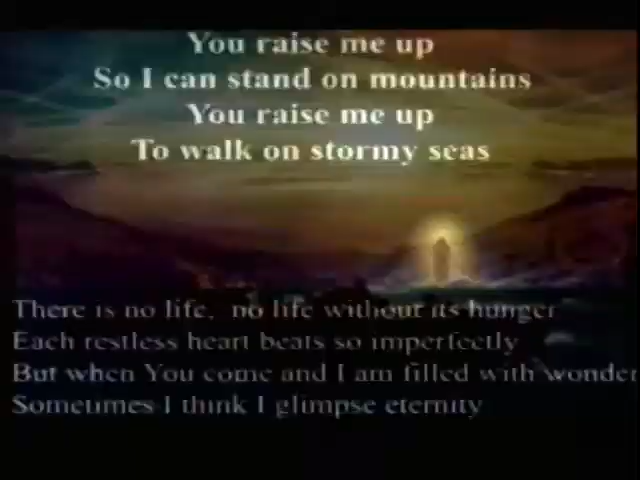 You raise me up
So I can stand on mountains
You raise me up
To walk on stormy seas
There is no life, no life without its hunger
Each restless heart beats so imperfectly
But when You come and I am filled with wonder
Sometimes I think I glimpse eternity